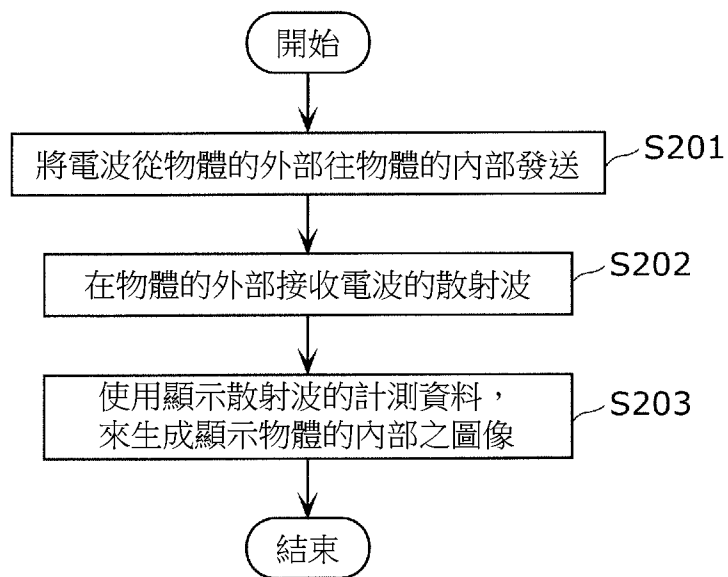 開始
將電波從物體的外部往物體的內部發送
S201
在物體的外部接收電波的散射波
S202
使用顯示散射波的計測資料，
來生成顯示物體的內部之圖像
S203
結束